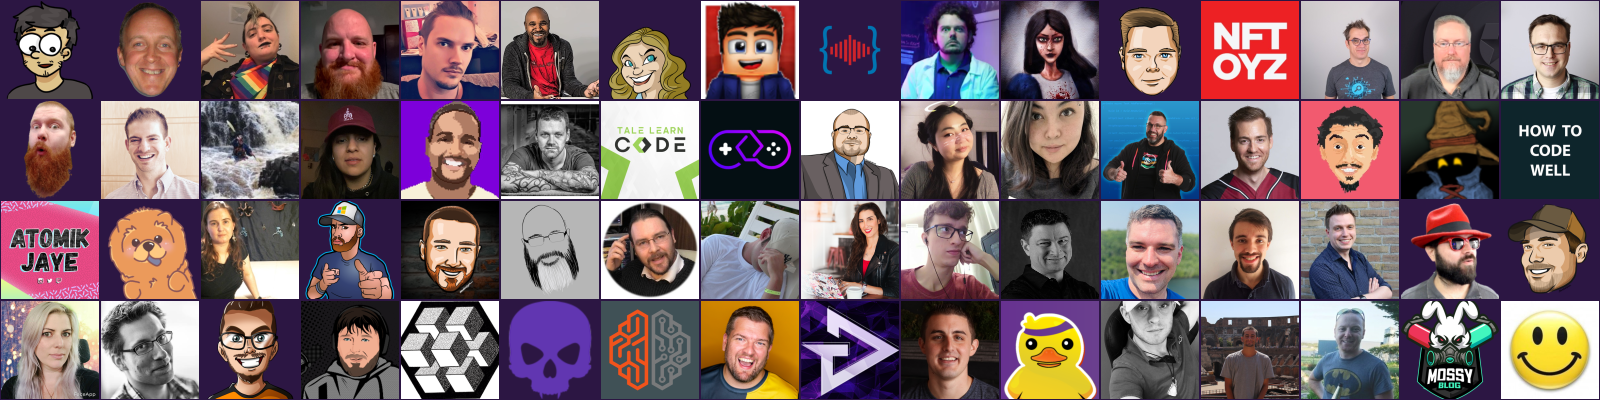 NFT
OYZ
TALE LEARN
CODE
HOW TO
CODE
WELL
ATOMIK
JAYE
MOSSY
BLOG